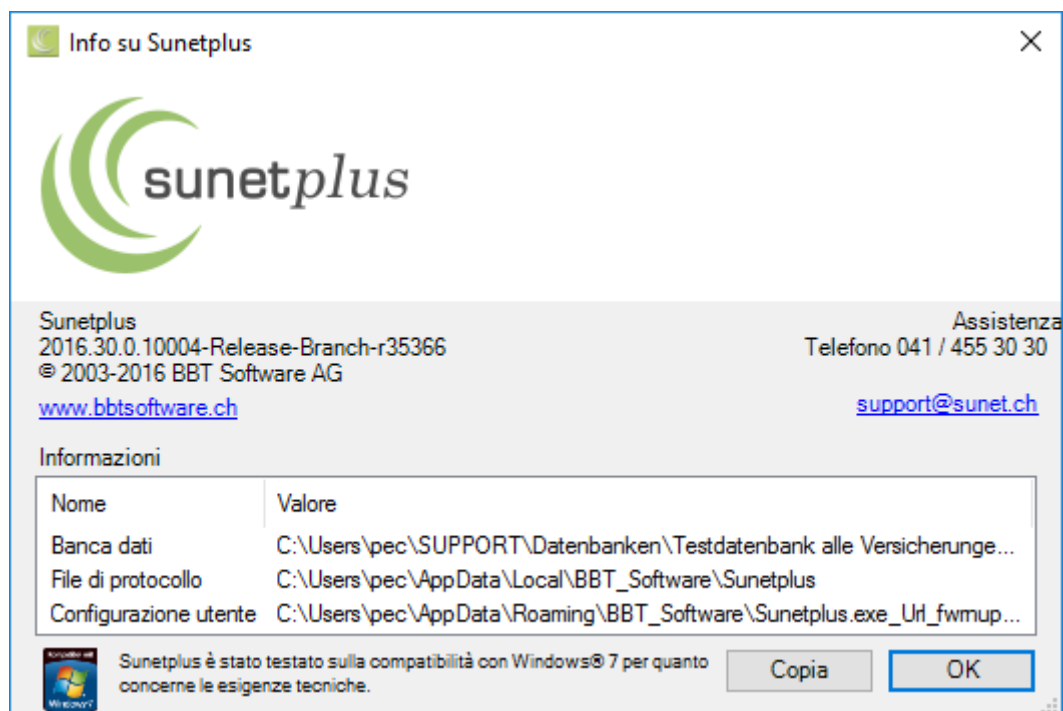 Info su Sunetplus
sunetplus
Sunetplus
2016.30.0.10004-Release-Branch-r35366
© 2003-2016 BBT Software AG
www.bbtsoftware.ch
Assistenza
Telefono 041 / 455 30 30
support@sunet.ch
Informazioni
Nome Valore
Banca dati C:\Users\pec\SUPPORT\Datenbanken\Testdatenbank alle Versicherunge...
File di protocollo C:\Users\pec\AppData\Local\BBT_Software\Sunetplus
Configurazione utente C:\Users\pec\AppData\Roaming\BBT_Software\Sunetplus.exe_Url_fwrnup...
Sunetplus è stato testato sulla compatibilità con Windows® 7 per quanto
concerne le esigenze tecniche.
Copia OK
Windows 7